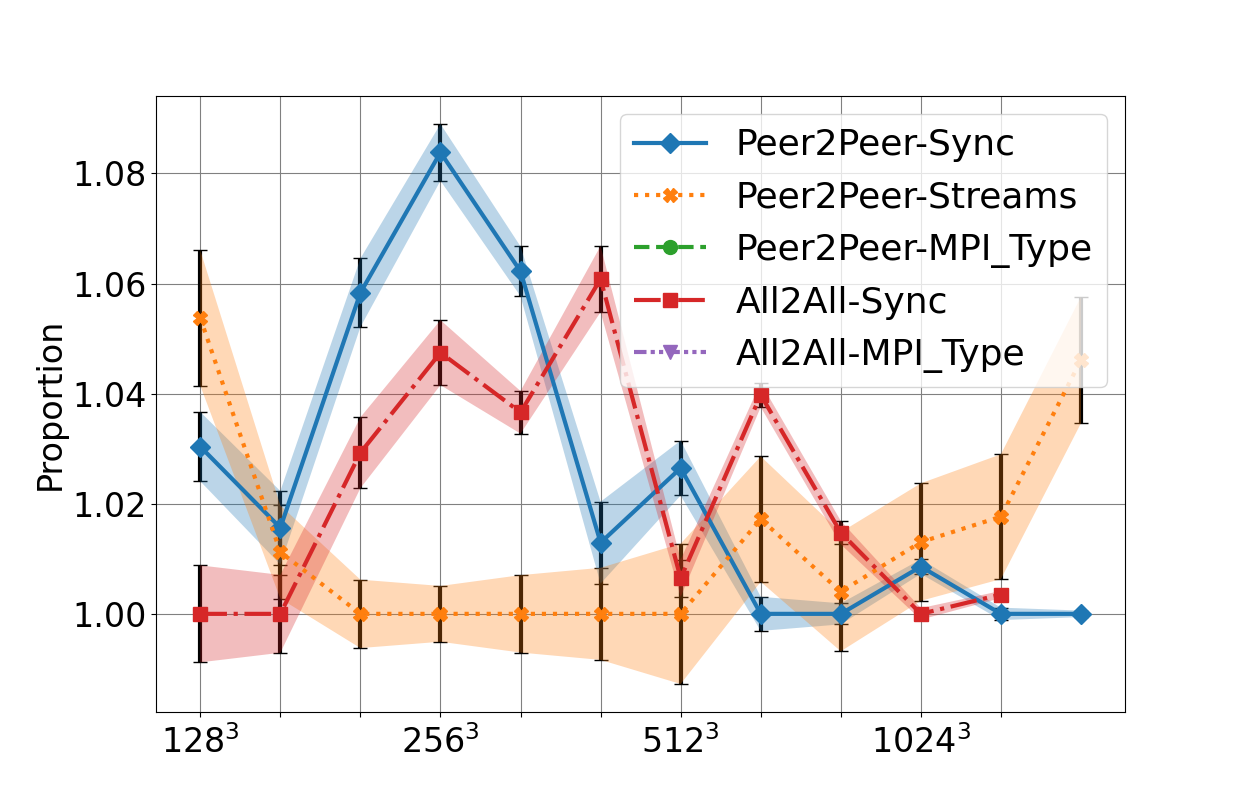 Peer2Peer-Sync
Peer2Peer-Streams
Peer2Peer-MPI_Type
All2All-Sync
All2All-MPI_Type
Proportion
1.08
1.06
1.04
1.02
1.00
128³ 256³ 512³ 1024³